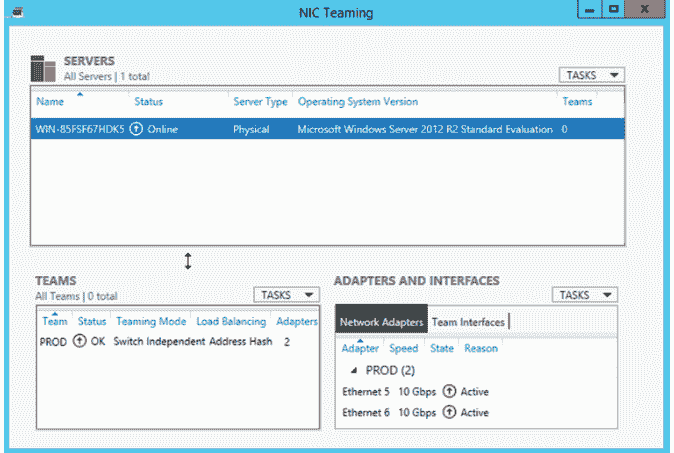 NIC Teaming
SERVERS
All Servers | 1 total
TASKS
Name Status Server Type Operating System Version Teams
WIN-85FSF67HDK5 Online Physical Microsoft Windows Server 2012 R2 Standard Evaluation 0
TEAMS
All Teams | 0 total
TASKS
Team Status Teaming Mode Load Balancing Adapters
PROD OK Switch Independent Address Hash 2
ADAPTERS AND INTERFACES
TASKS
Network Adapters Team Interfaces
Adapter Speed State Reason
PROD (2)
Ethernet 5 10 Gbps Active
Ethernet 6 10 Gbps Active